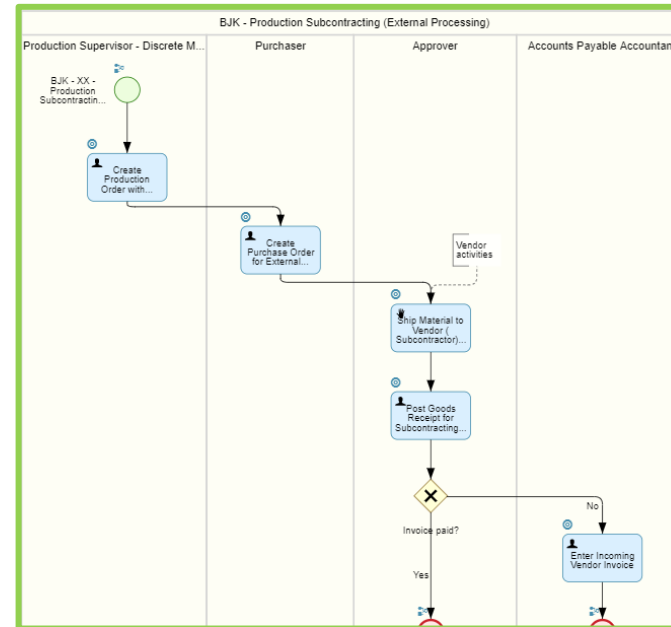 BJK - Production Subcontracting (External Processing)
Production Supervisor - Discrete M...
Purchaser
Approver
Accounts Payable Accountan
BJK - XX -
Production
Subcontractin...
Create
Production
Order with...
Create
Purchase Order
for External...
Vendor
activities
Ship Material to
Vendor (
Subcontractor)...
Post Goods
Receipt for
Subcontracting...
Invoice paid?
No
Enter Incoming
Vendor Invoice
Yes